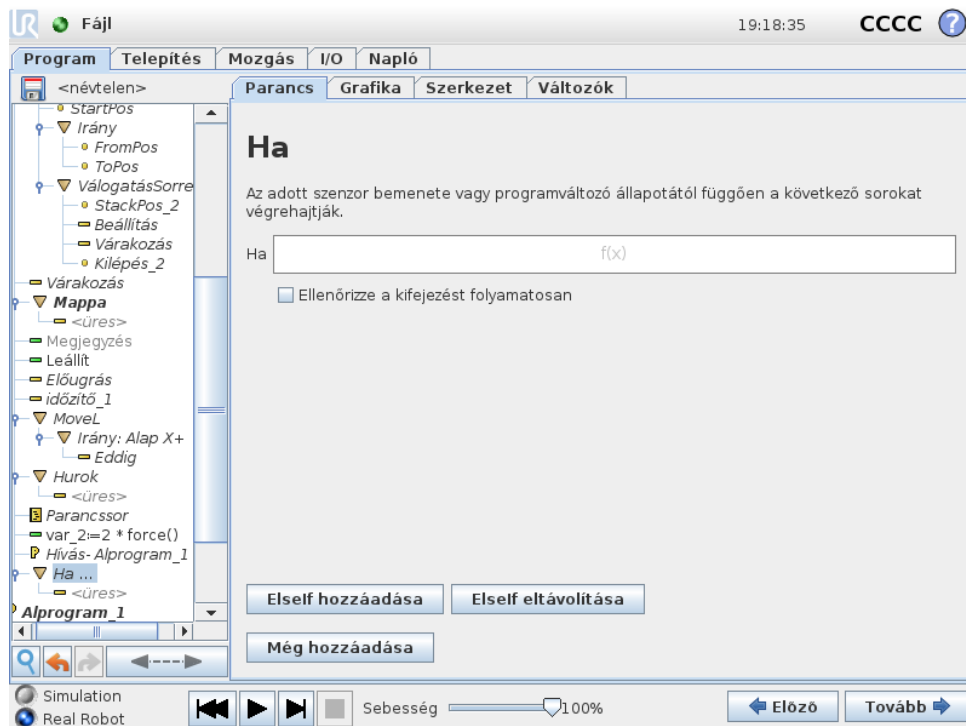 Fájl
19:18:35
CCCC
?
Program
Telepítés
Mozgás
I/O
Napló
<névtelen>
StartPos
Irány
FromPos
ToPos
VálogatásSorre
StackPos_2
Beállítás
Várakozás
Kilépés_2
Várakozás
Mappa
<üres>
Megjegyzés
Leállít
Előugrás
időzítő_1
MoveL
Irány: Alap X+
Eddig
Hurok
<üres>
Parancssor
var_2:=2 * force()
Hívás- Alprogram_1
Ha ...
<üres>
Alprogram_1
Parancs
Grafika
Szerkezet
Változók
Ha
Az adott szenzor bemenete vagy programváltozó állapotától függően a következő sorokat
végrehajtják.
Ha
f(x)
Ellenőrizze a kifejezést folyamatosan
Elself hozzáadása
Elself eltávolítása
Még hozzáadása
Simulation
Real Robot
Sebesség
100%
Előző
Tovább